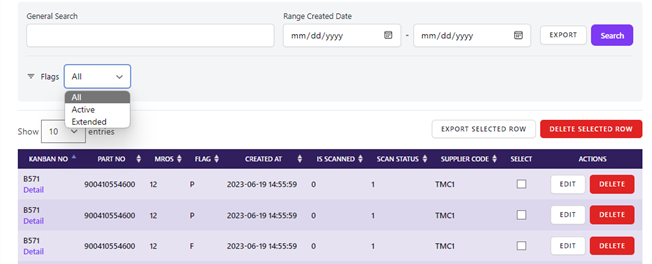 General Search
Range Created Date
mm/dd/yyyy - mm/dd/yyyy EXPORT Search
Flags All
All
Active
Extended
Show 10 entries
EXPORT SELECTED ROW DELETE SELECTED ROW
KANBAN NO PART NO MROS FLAG CREATED AT IS SCANNED SCAN STATUS SUPPLIER CODE SELECT ACTIONS
B571
Detail
900410554600 12 P 2023-06-19 14:55:59 0 1 TMC1 EDIT DELETE
B571
Detail
900410554600 12 P 2023-06-19 14:55:59 0 1 TMC1 EDIT DELETE
B571
Detail
900410554600 12 F 2023-06-19 14:55:59 0 1 TMC1 EDIT DELETE